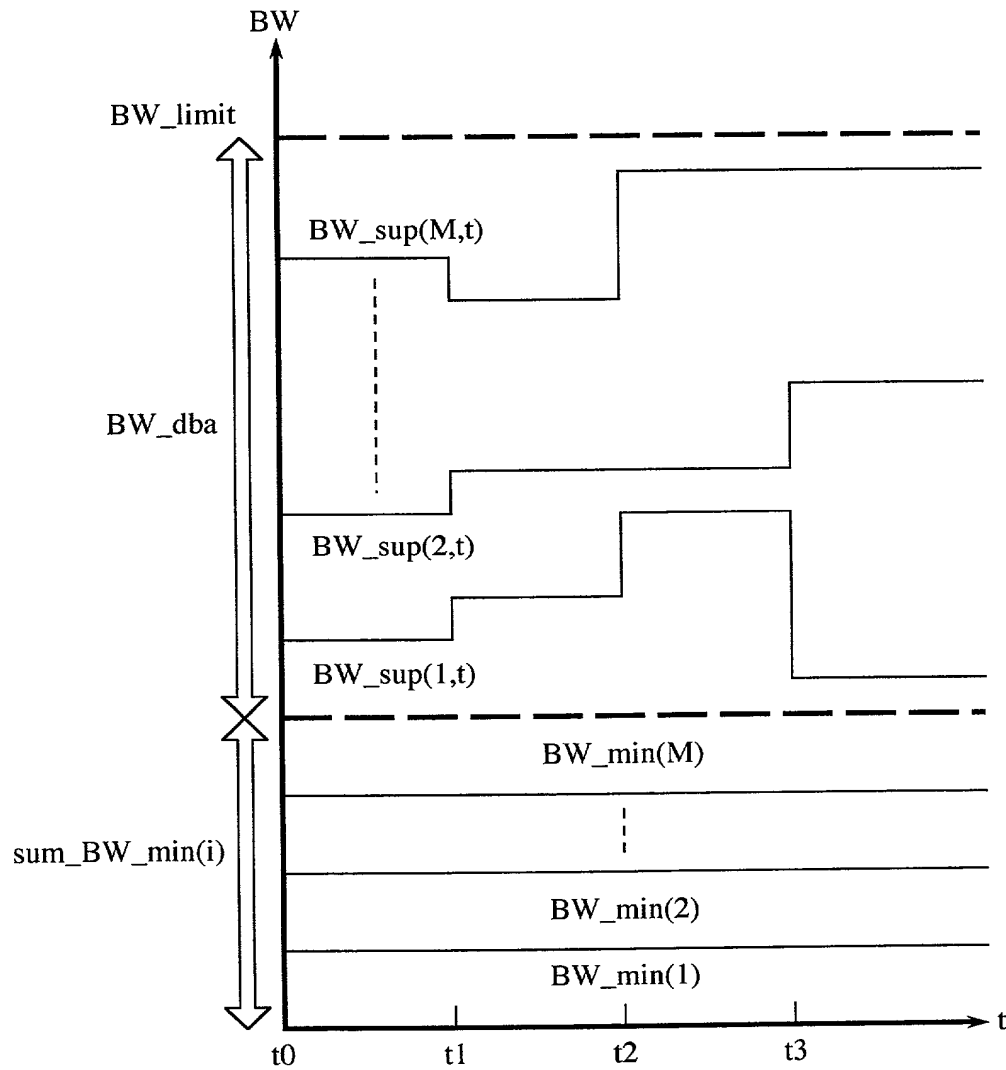 BW
BW_limit
BW_sup(M,t)
BW_dba
BW_sup(2,t)
BW_sup(1,t)
BW_min(M)
sum_BW_min(i)
BW_min(2)
BW_min(1)
t
t0
t1
t2
t3